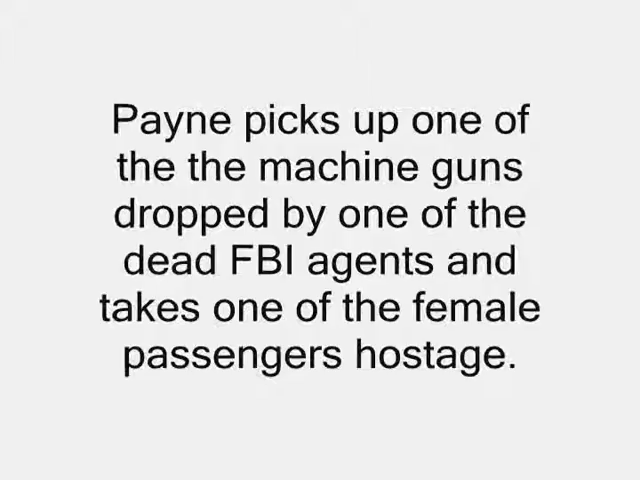 Payne picks up one of
the the machine guns
dropped by one of the
dead FBI agents and
takes one of the female
passengers hostage.